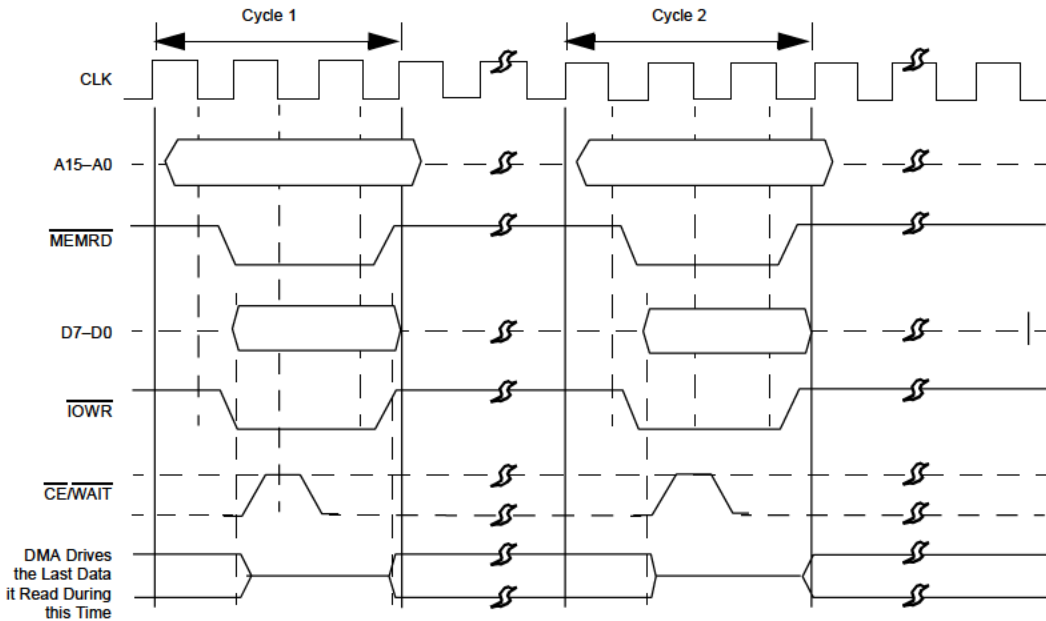 Cycle 1
Cycle 2
CLK
A15–A0
MEMRD
D7–D0
IOWR
CE/WAIT
DMA Drives
the Last Data
it Read During
this Time